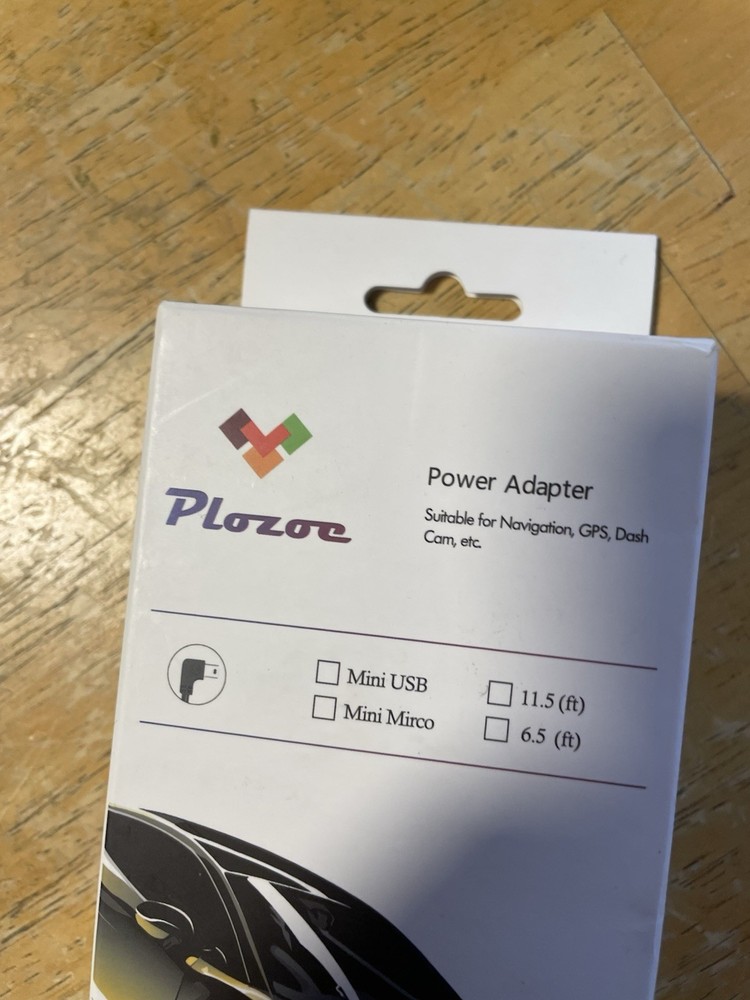 Plozoe
Power Adapter
Suitable for Navigation, GPS, Dash
Cam, etc.
Mini USB
11.5 (ft)
Mini Mirco
6.5 (ft)